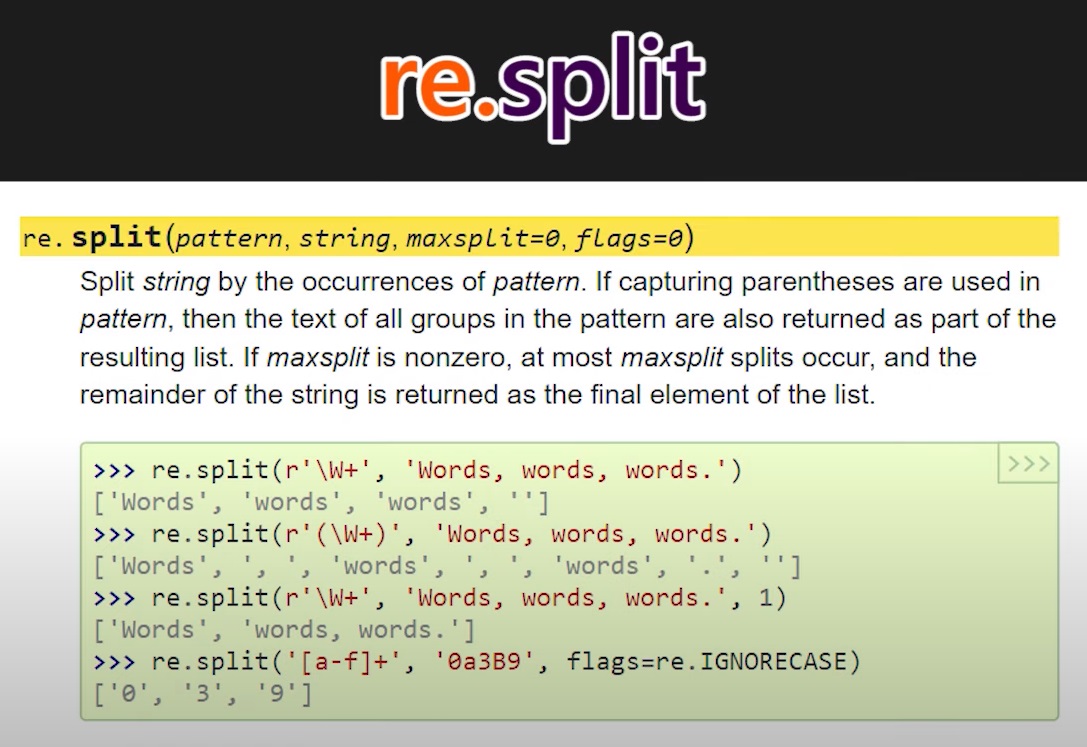 re.split
re.split(pattern, string, maxsplit=0, flags=0)
Split string by the occurrences of pattern. If capturing parentheses are used in
pattern, then the text of all groups in the pattern are also returned as part of the
resulting list. If maxsplit is nonzero, at most maxsplit splits occur, and the
remainder of the string is returned as the final element of the list.
>>>
>>> re.split(r'\W+', 'Words, words, words.')
['Words', 'words', 'words', '']
>>> re.split(r'(\W+)', 'Words, words, words.')
['Words', ', ', 'words', ', ', 'words', '.', '']
>>> re.split(r'\W+', 'Words, words, words.', 1)
['Words', 'words, words.']
>>> re.split('[a-f]+', '0a3B9', flags=re.IGNORECASE)
['0', '3', '9']